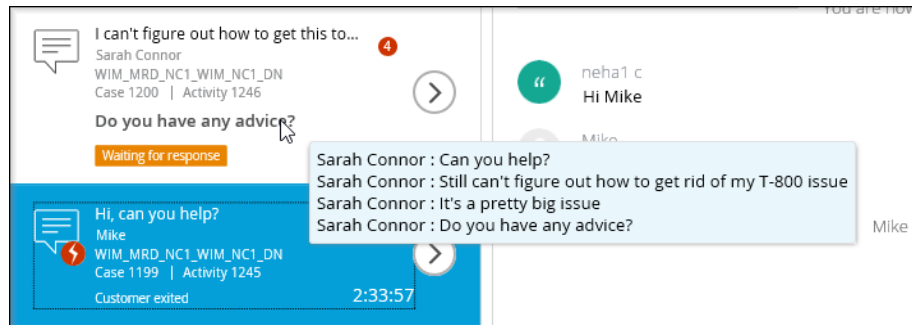 I can't figure out how to get this to...
4
Sarah Connor
WIM_MRD_NC1_WIM_NC1_DN
Case 1200 | Activity 1246
Do you have any advice?
Waiting for response
Hi, can you help?
Mike
WIM_MRD_NC1_WIM_NC1_DN
Case 1199 | Activity 1245
Customer exited
2:33:57
You are now
neha1 c
Hi Mike
Mike
Sarah Connor : Can you help?
Sarah Connor : Still can't figure out how to get rid of my T-800 issue
Sarah Connor : It's a pretty big issue
Sarah Connor : Do you have any advice?
Mike